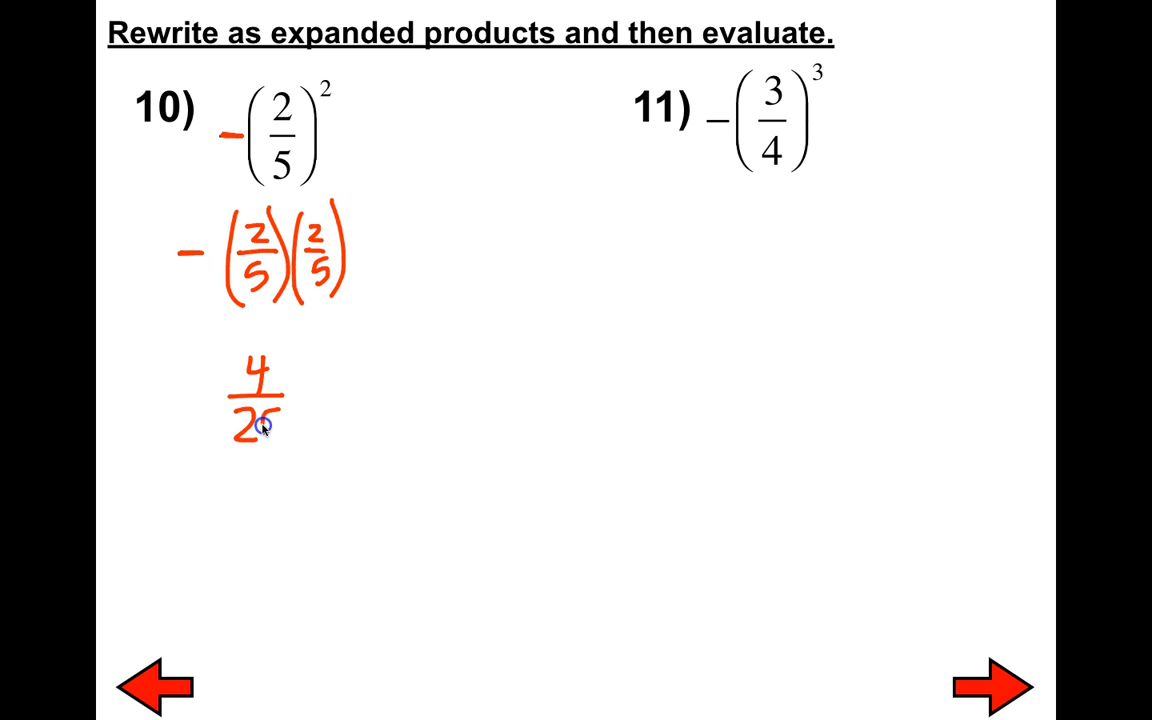 Rewrite as expanded products and then evaluate.
10) -(2/5)^2
11) -(3/4)^3
- (2/5)(2/5)
4/25